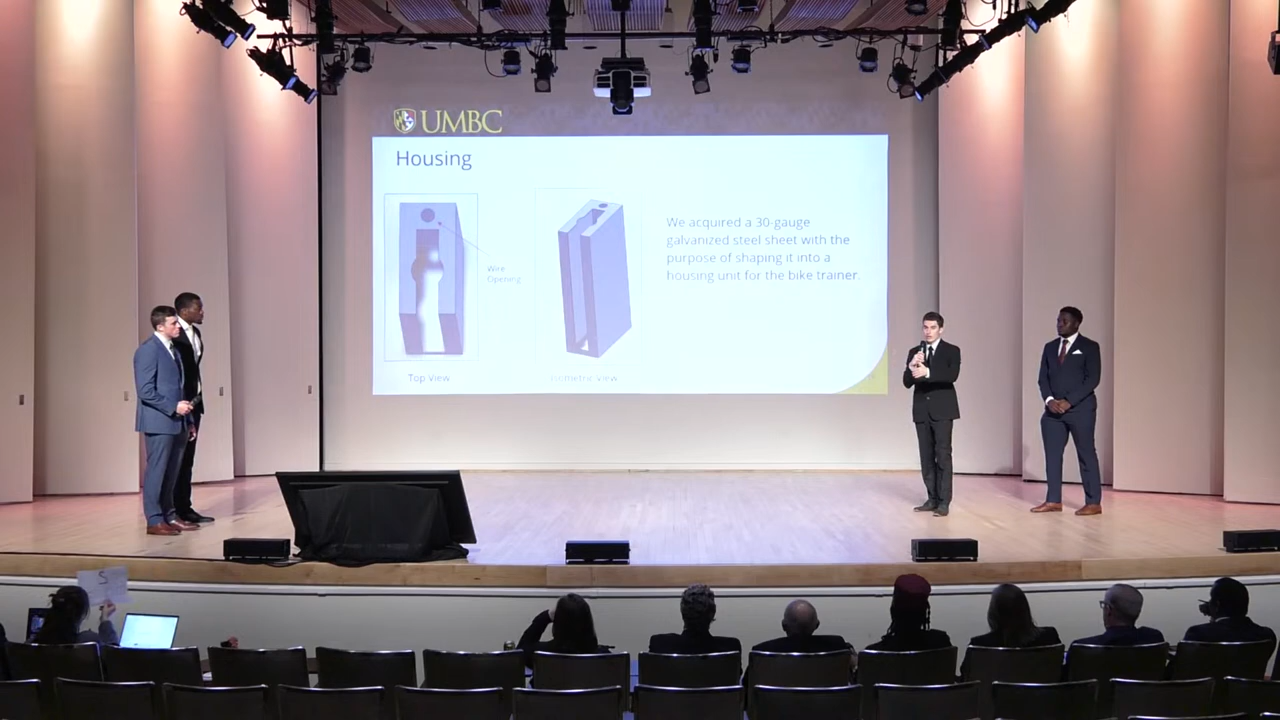 UMBC
Housing
We acquired a 30-gauge
galvanized steel sheet with the
purpose of shaping it into a
housing unit for the bike trainer.
Wire
Opening
Top View
Isometric View
S